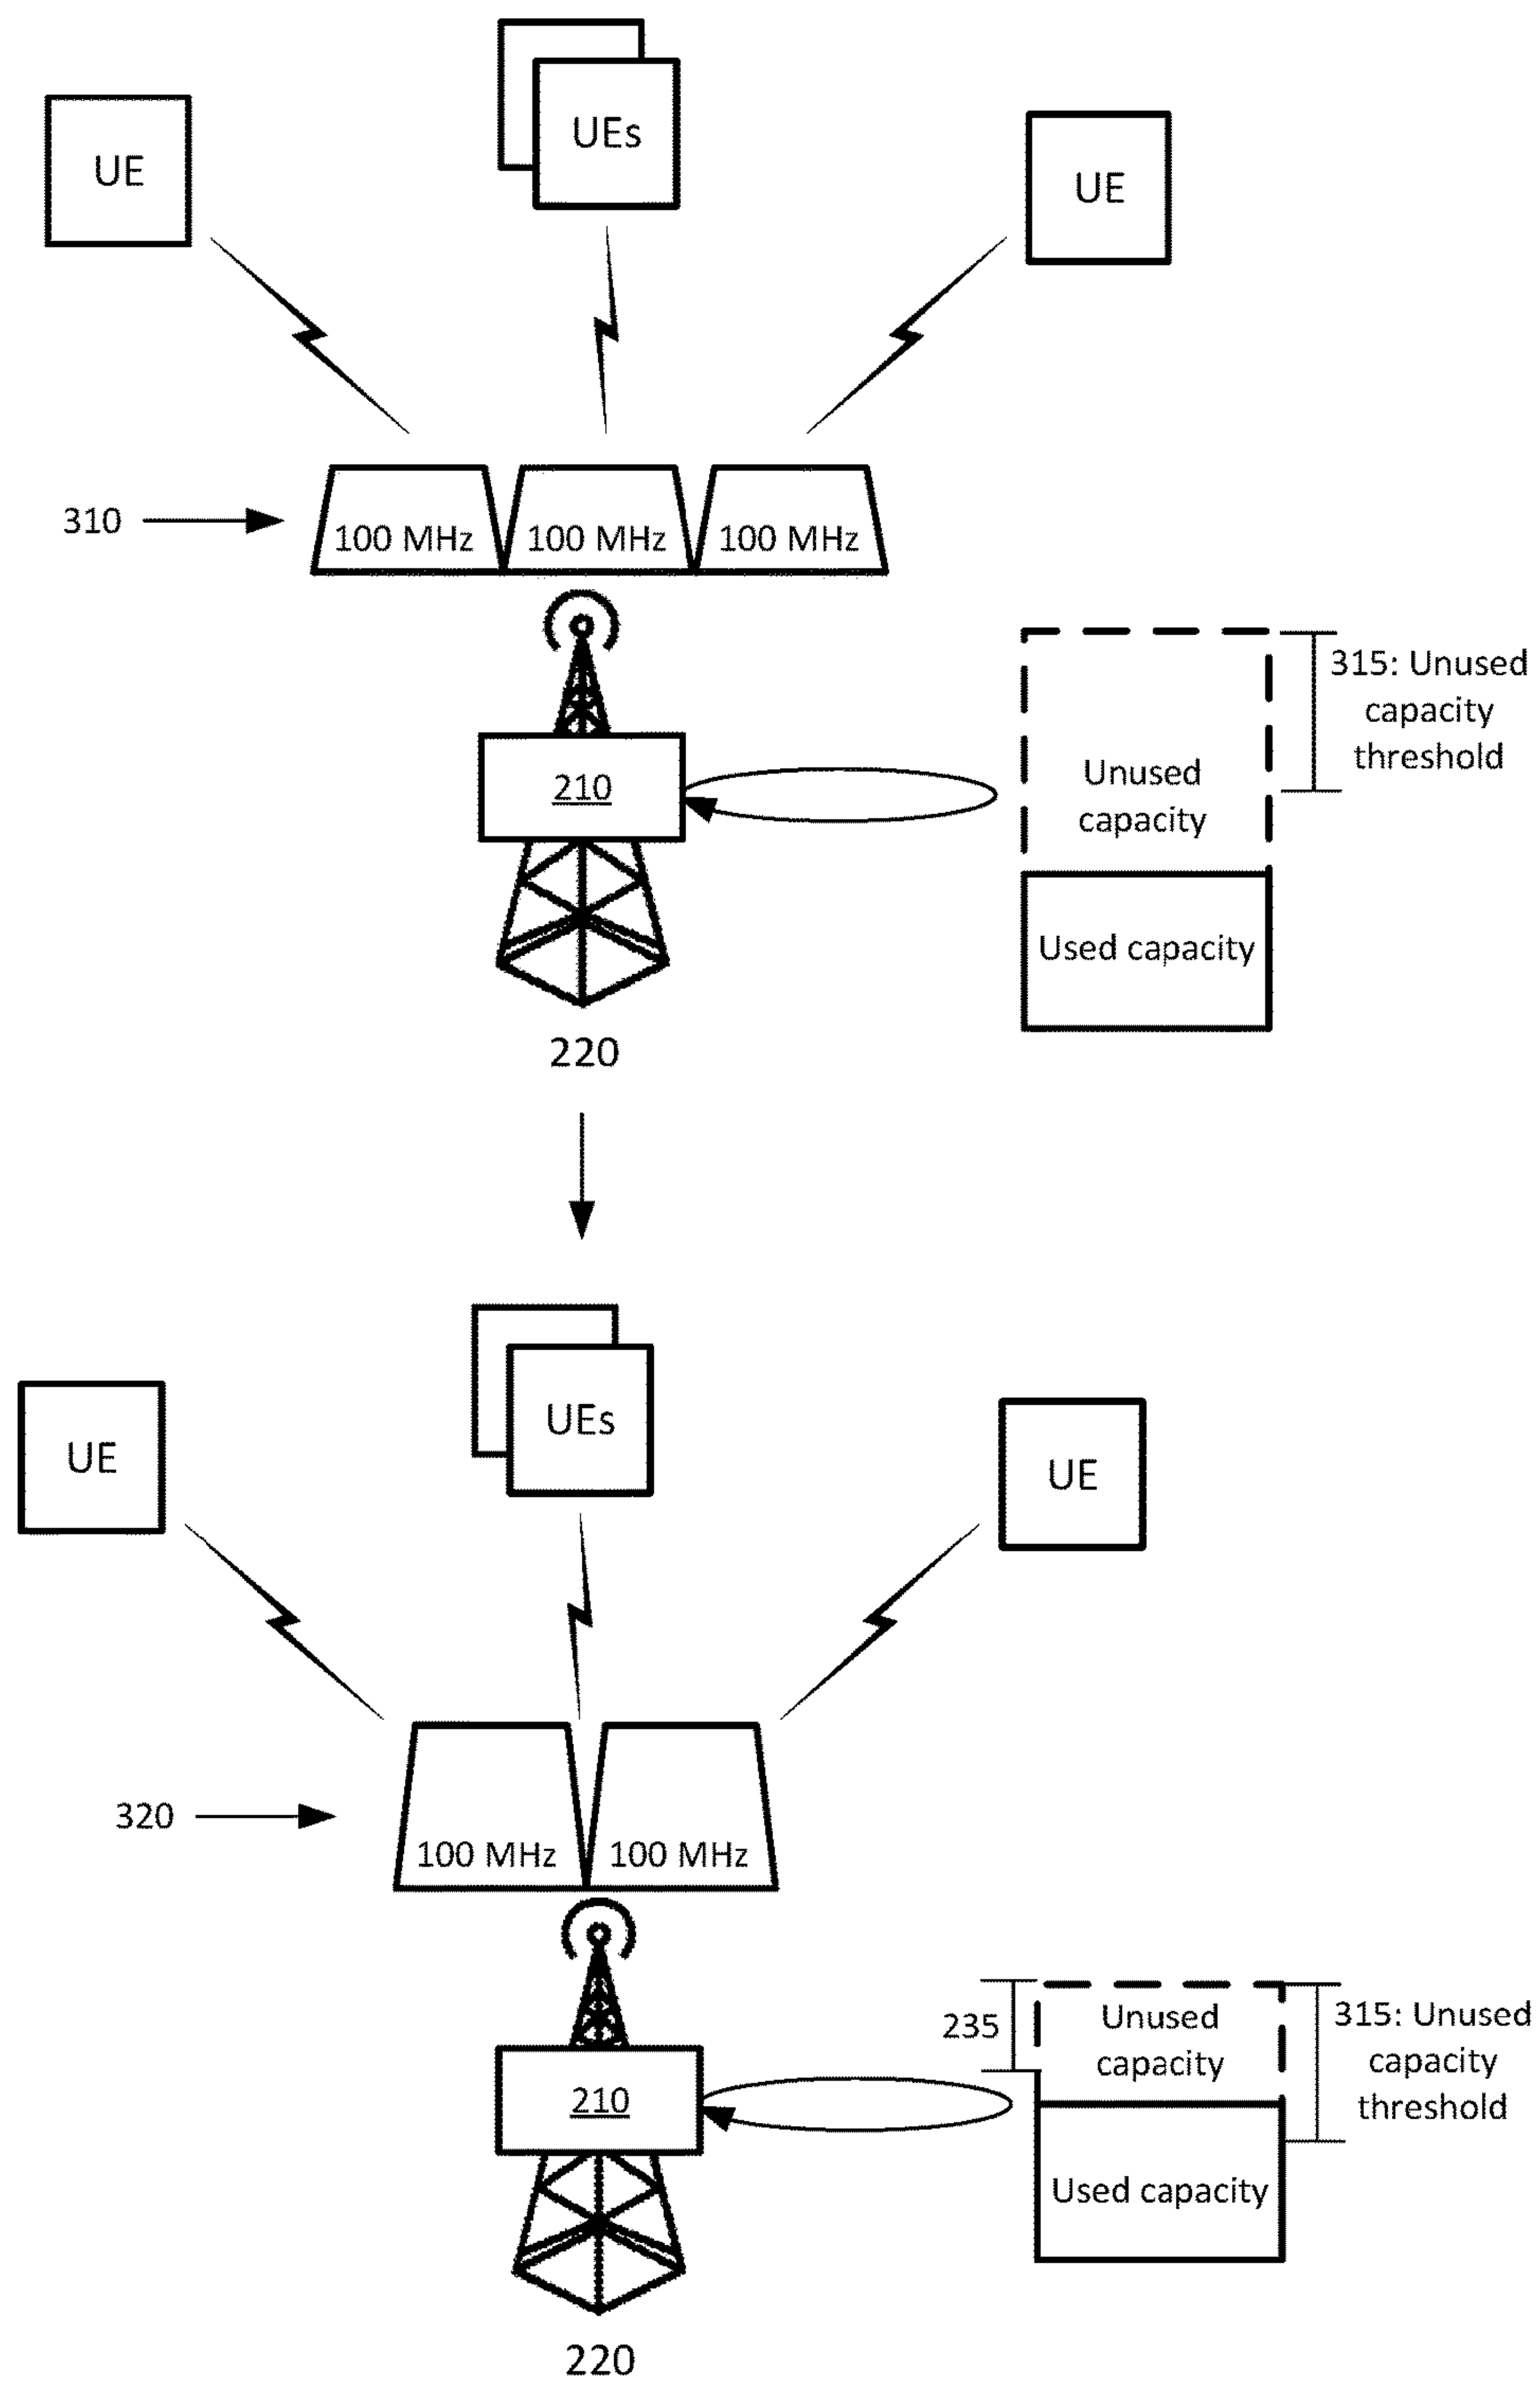 UEs
UE
UE
310
100 MHz
100 MHz
100 MHz
315: Unused
capacity
threshold
210
Unused
capacity
Used capacity
220
UEs
UE
UE
320
100 MHz
100 MHz
235
Unused
capacity
315: Unused
capacity
threshold
210
Used capacity
220